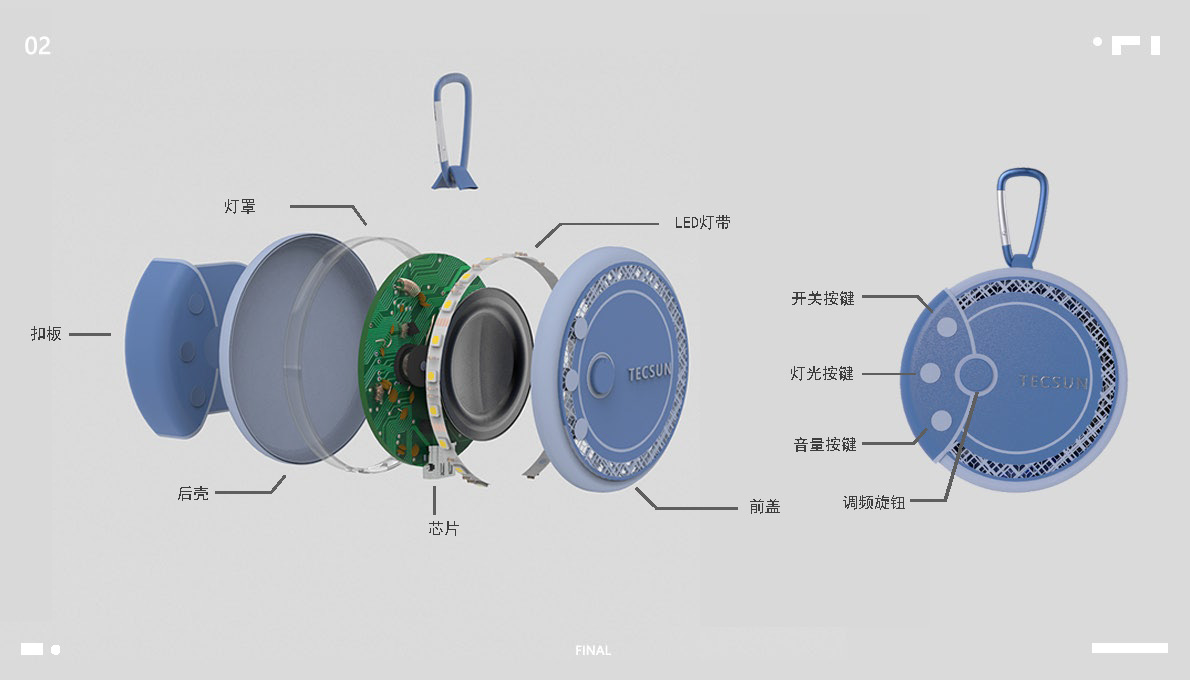 02
灯罩
LED灯带
扣板
TECSUN
后壳
芯片
前盖
开关按键
灯光按键
TECSUN
音量按键
调频旋钮
FINAL